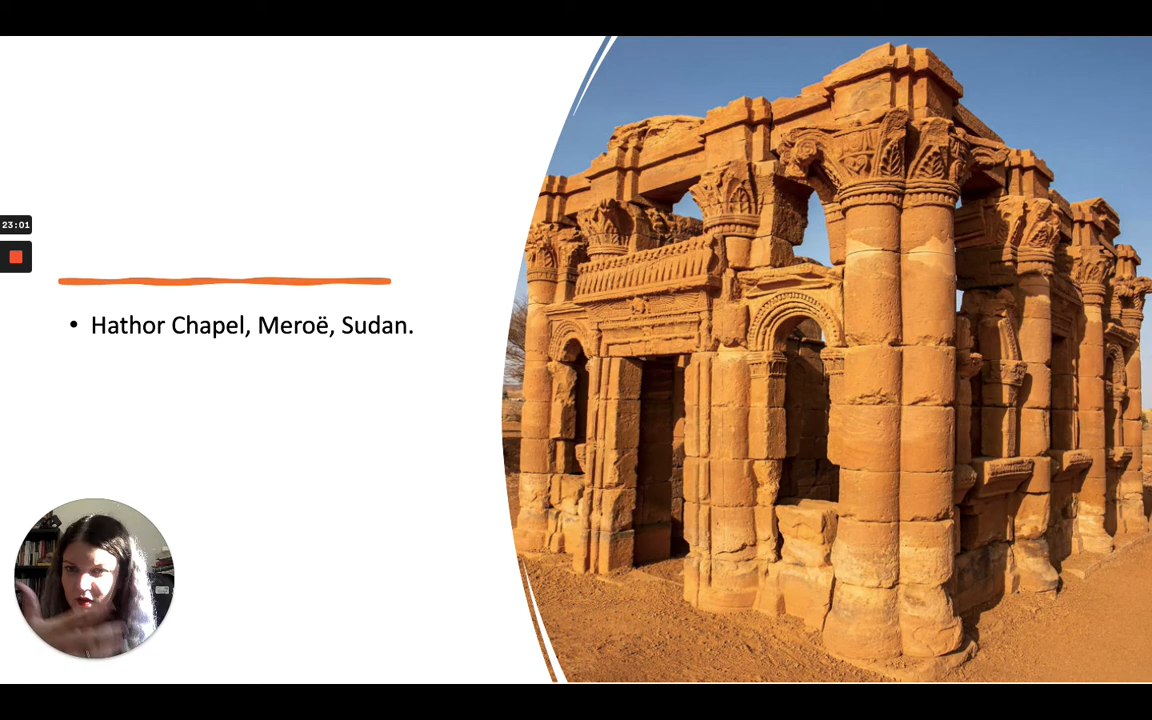 23:01
• Hathor Chapel, Meroë, Sudan.